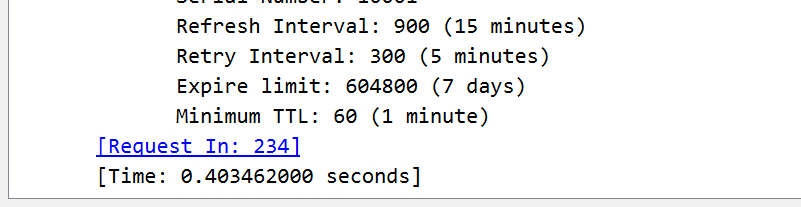 Refresh Interval: 900 (15 minutes)
Retry Interval: 300 (5 minutes)
Expire limit: 604800 (7 days)
Minimum TTL: 60 (1 minute)
[Request In: 234]
[Time: 0.403462000 seconds]